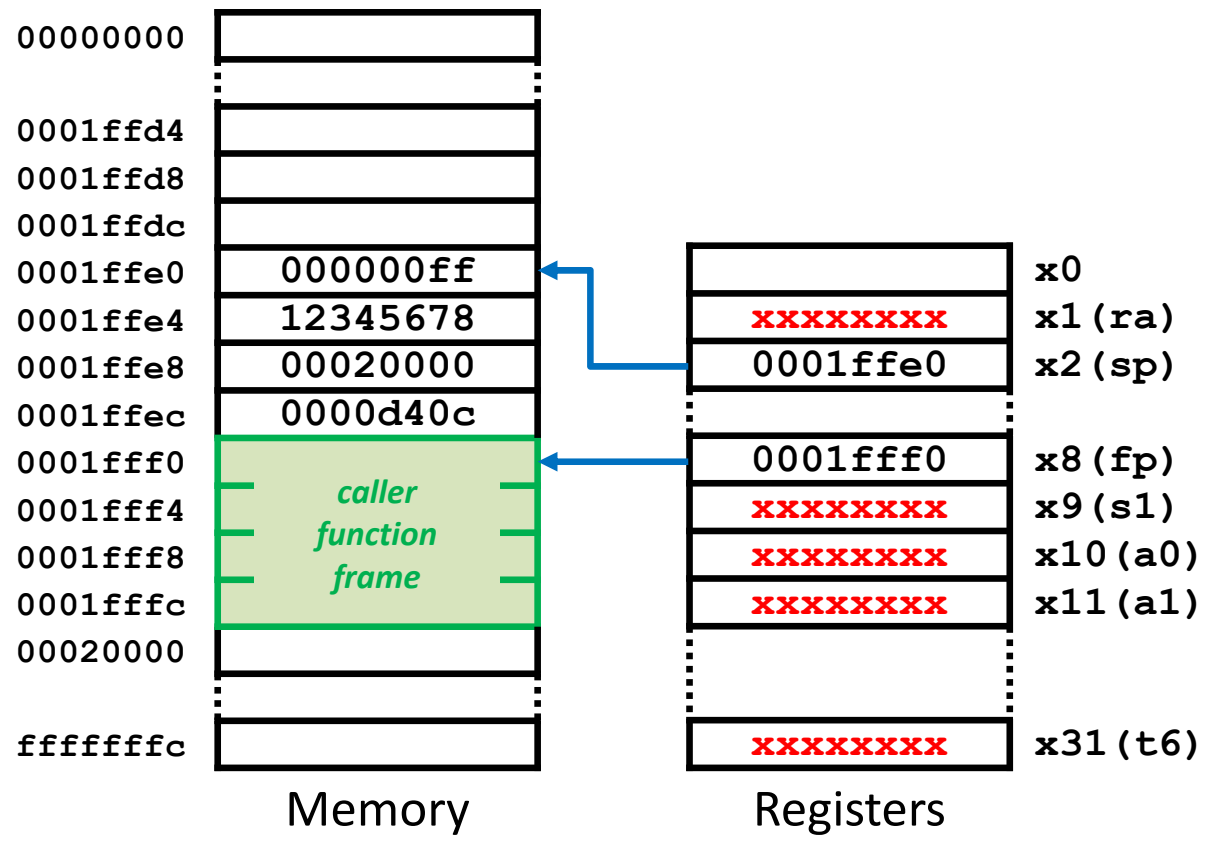 00000000
0001ffd4
0001ffd8
0001ffdc
0001ffe0 000000ff x0
0001ffe4 12345678 xxxxxxxx x1(ra)
0001ffe8 00020000 0001ffe0 x2(sp)
0001ffec 0000d40c
0001fff0 0001fff0 x8(fp)
caller
0001fff4 xxxxxxxx x9(s1)
function
0001fff8 xxxxxxxx x10(a0)
frame
0001fffc xxxxxxxx x11(a1)
00020000
fffffffc xxxxxxxx x31(t6)
Memory Registers